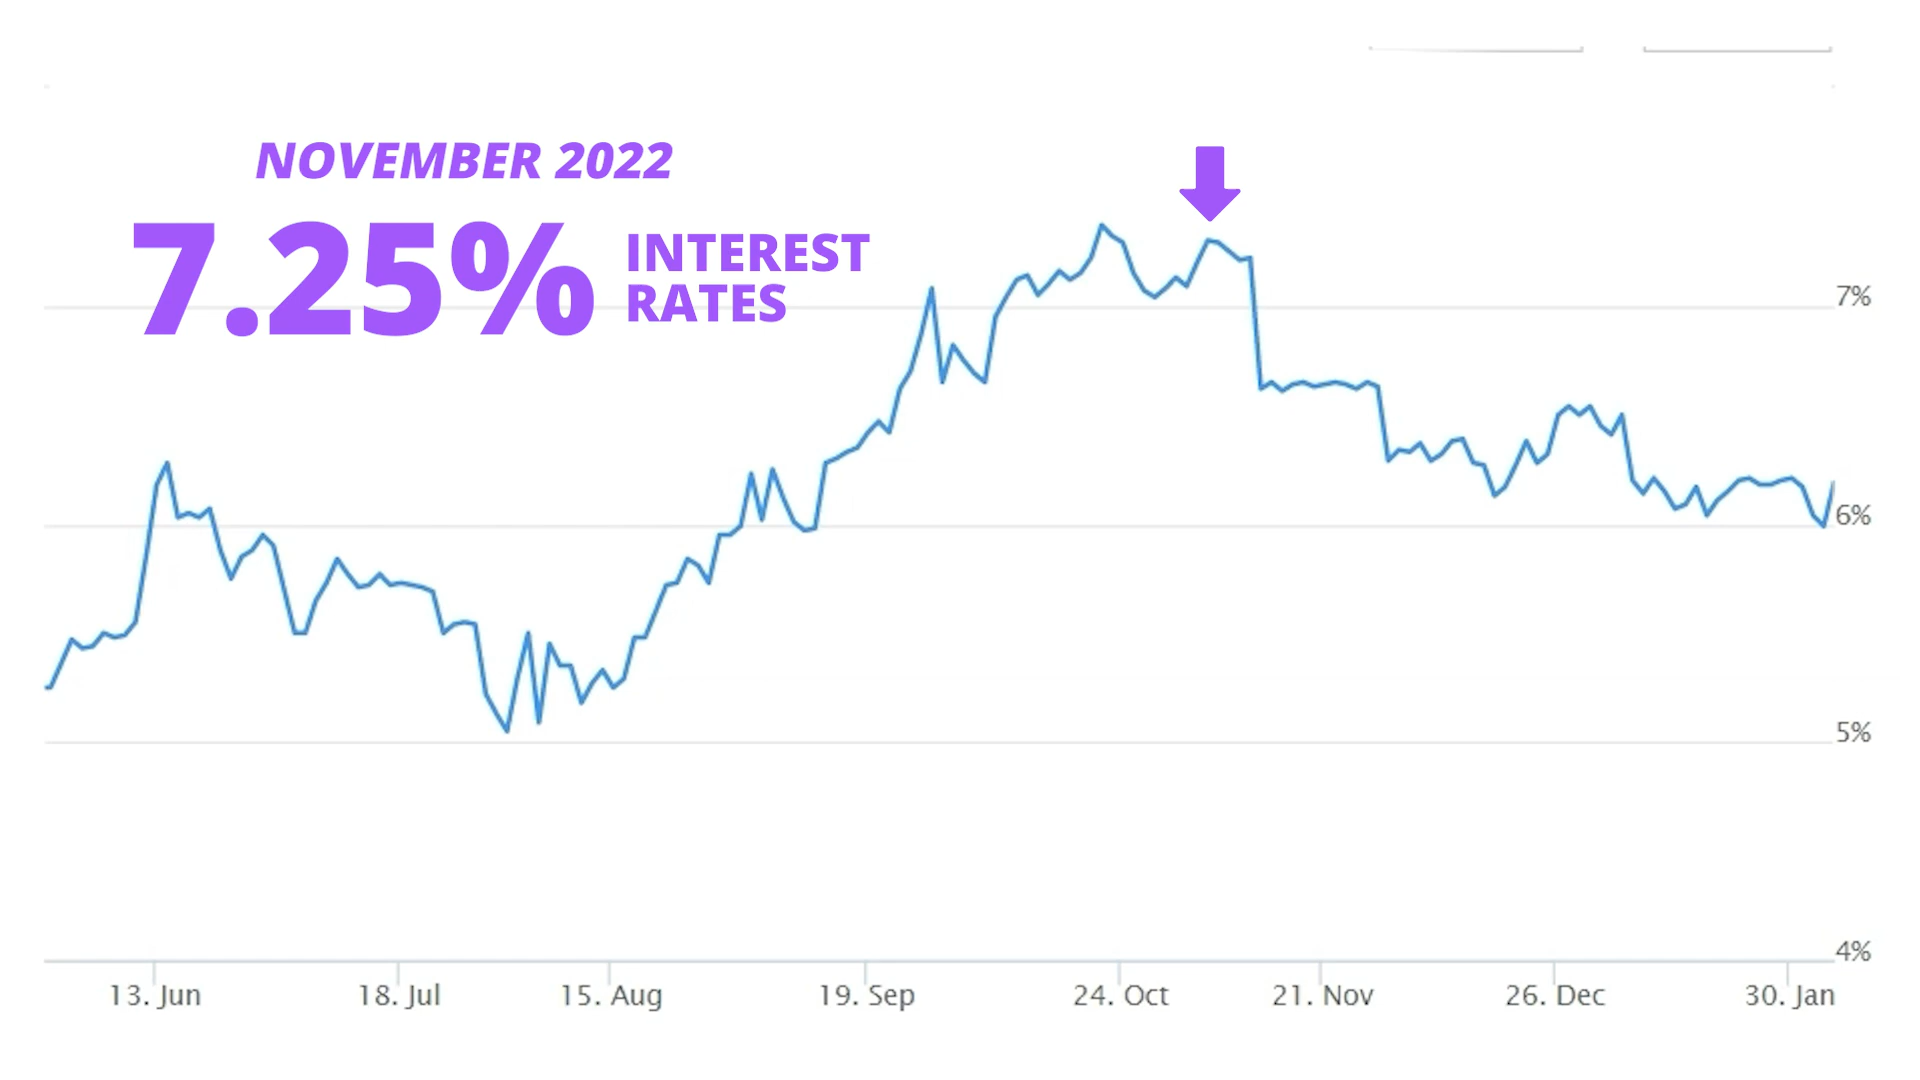 NOVEMBER 2022
7.25% INTEREST
RATES
7%
6%
5%
4%
13. Jun 18. Jul 15. Aug 19. Sep 24. Oct 21. Nov 26. Dec 30. Jan